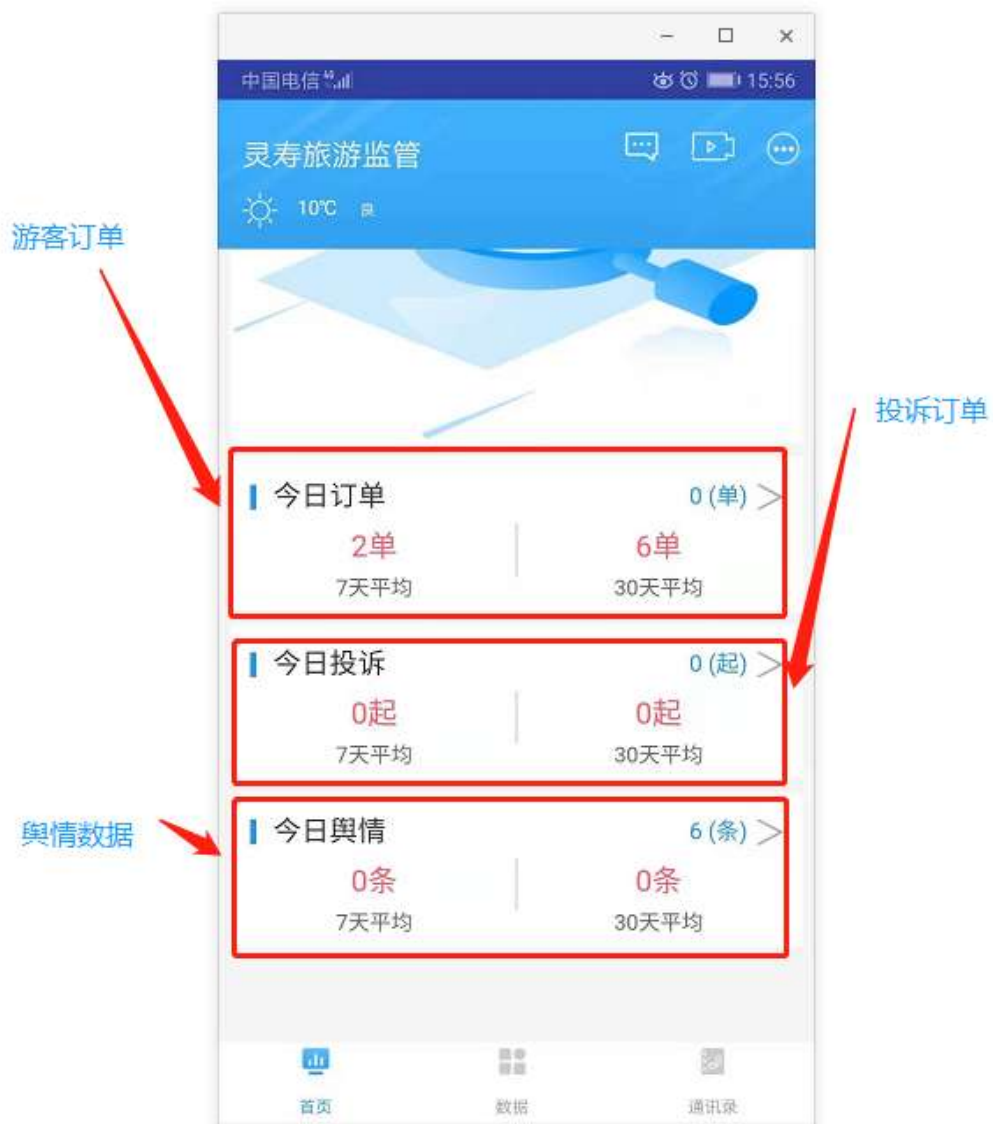 中国电信 4G 15:56
灵寿旅游监管
10℃ 良
游客订单
投诉订单
今日订单 0 (单)
2单 6单
7天平均 30天平均
今日投诉 0 (起)
0起 0起
7天平均 30天平均
舆情数据
今日舆情 6 (条)
0条 0条
7天平均 30天平均
首页 数据 通讯录